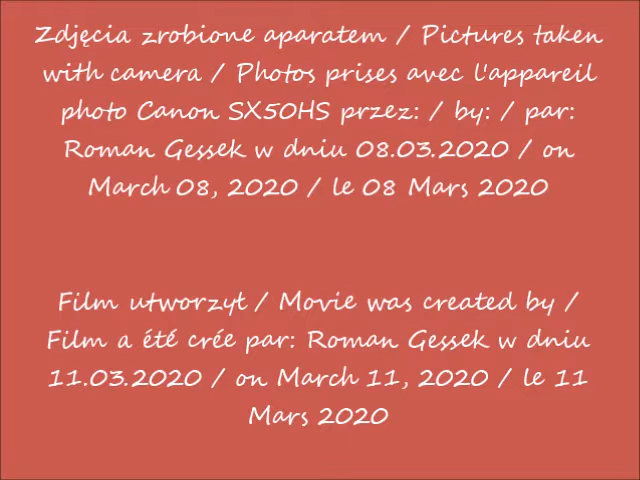 Zdjęcia zrobione aparatem / Pictures taken
with camera / Photos prises avec l'appareil
photo Canon SX50HS przez: / by: / par:
Roman Gessek w dniu 08.03.2020 / on
March 08, 2020 / le 08 Mars 2020
Film utworzył / Movie was created by /
Film a été crée par: Roman Gessek w dniu
11.03.2020 / on March 11, 2020 / le 11
Mars 2020